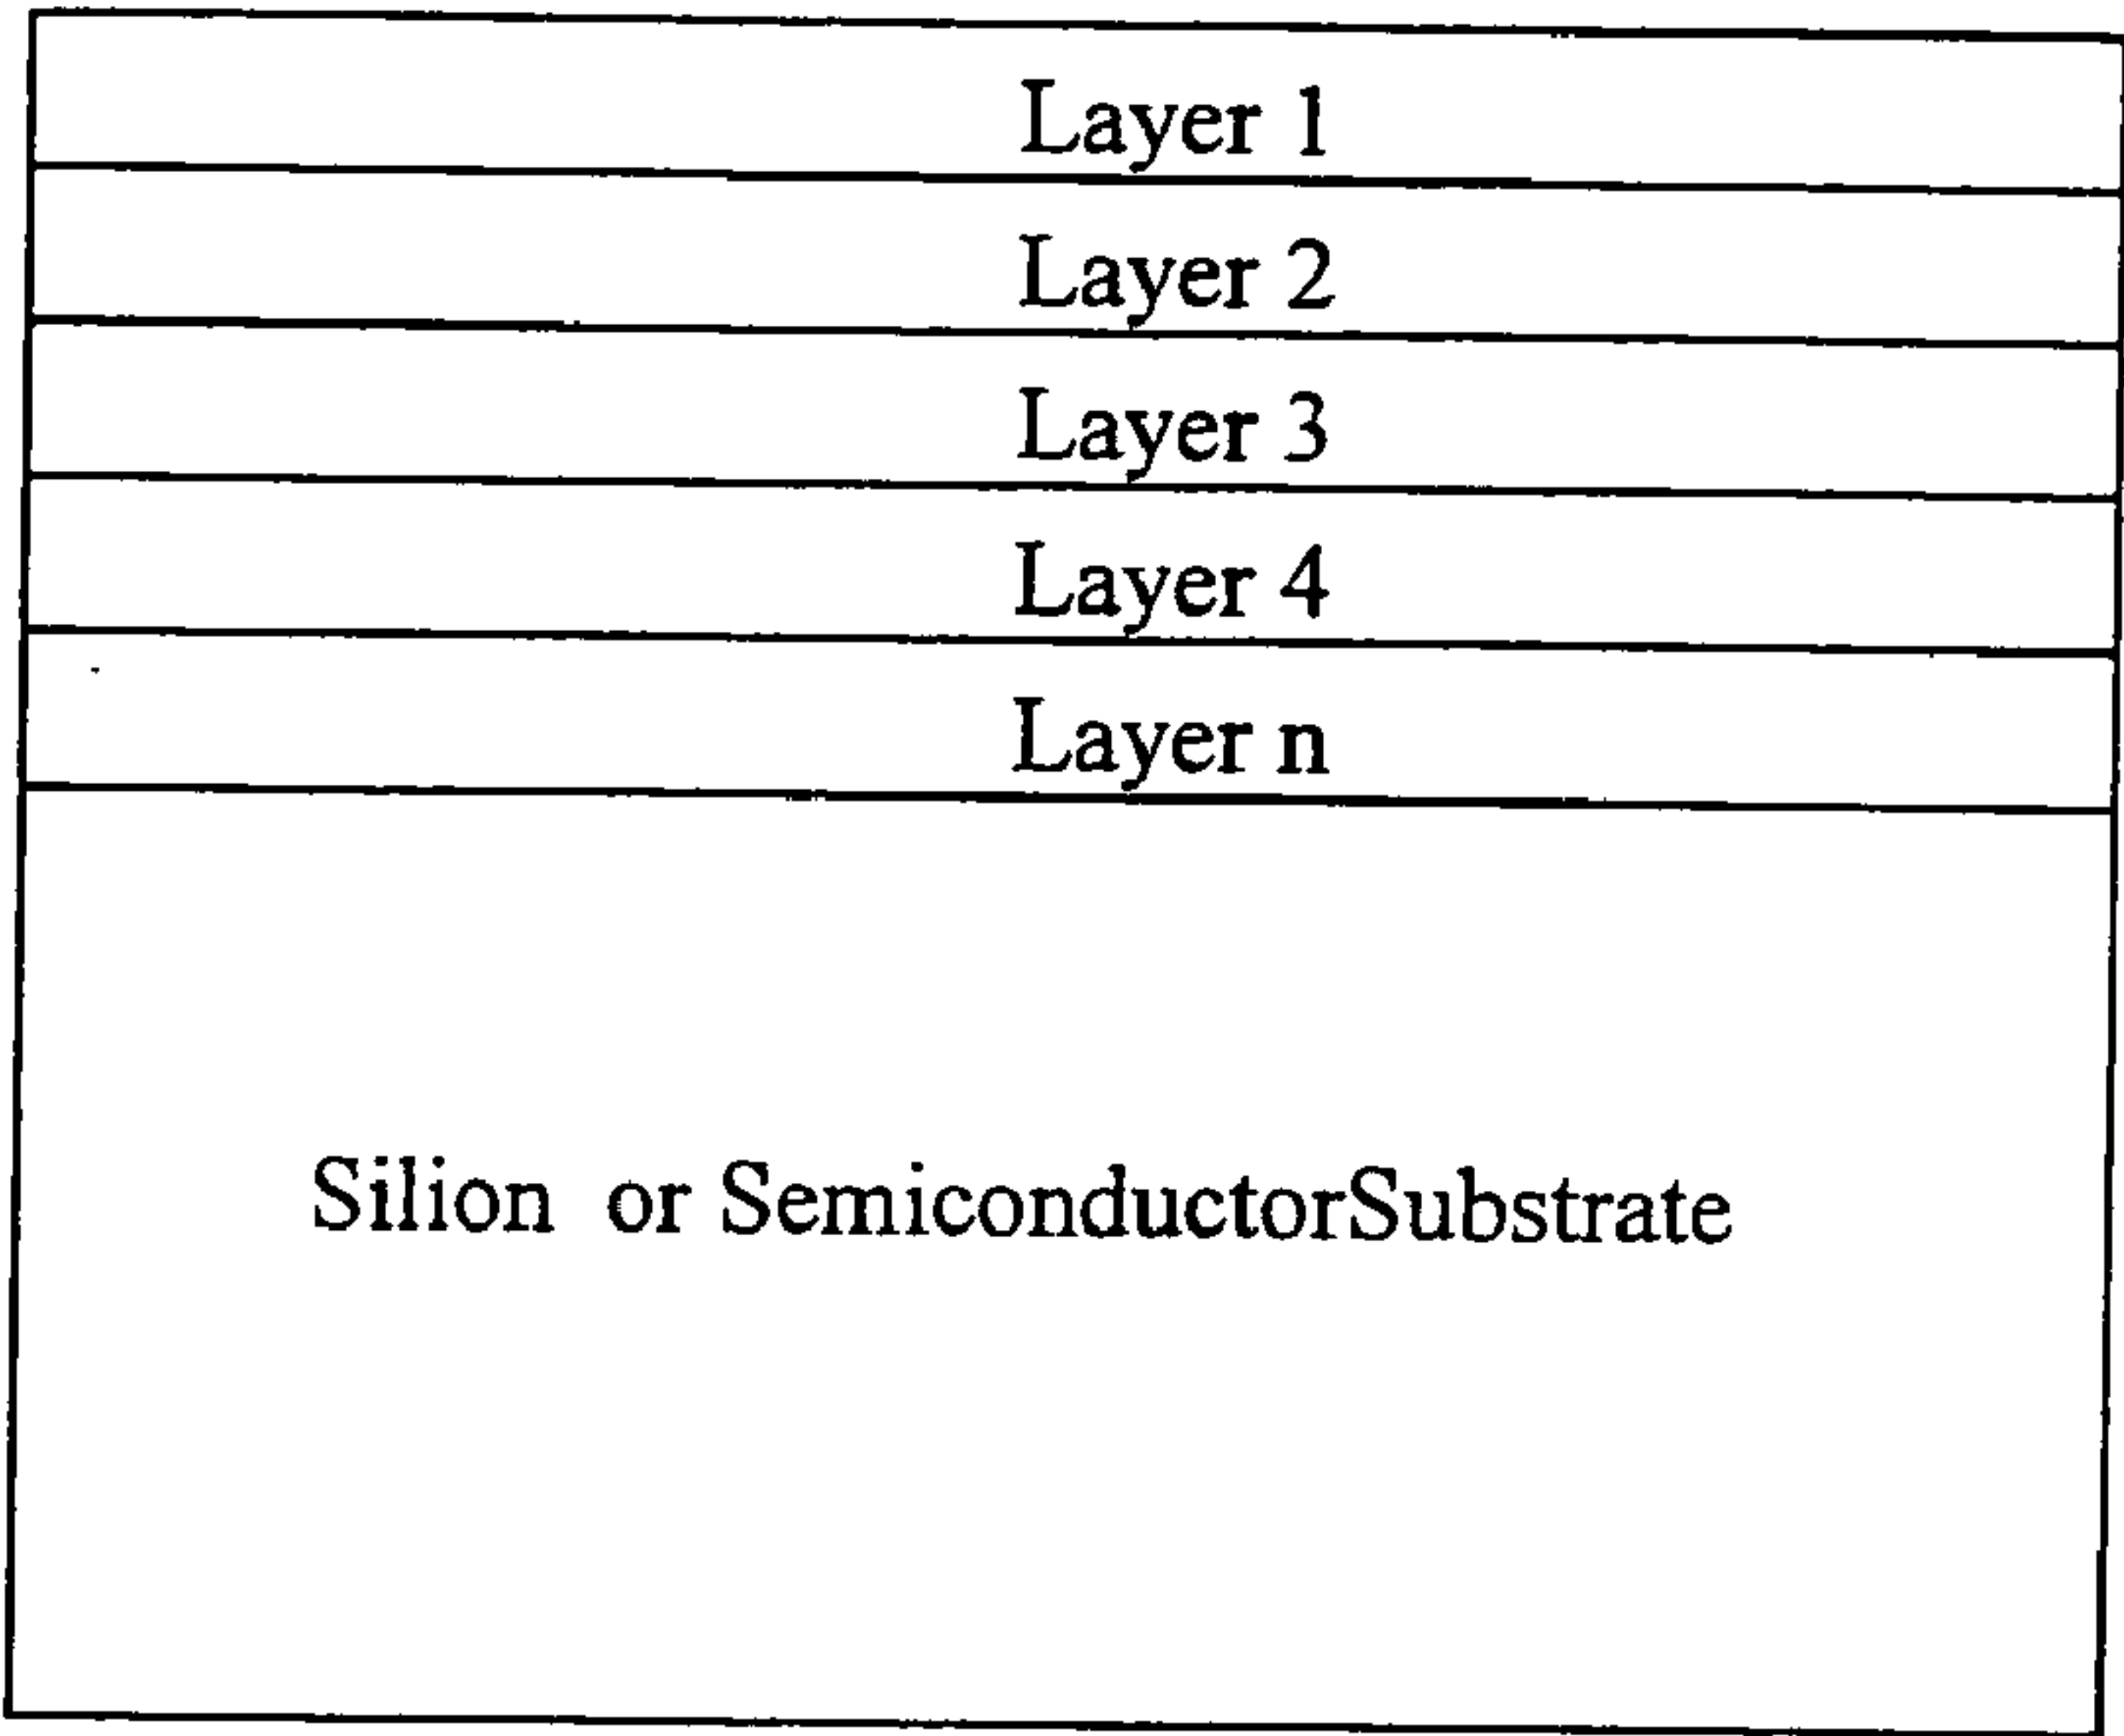 Layer 1
Layer 2
Layer 3
Layer 4
Layer n
Silion or SemiconductorSubstrate